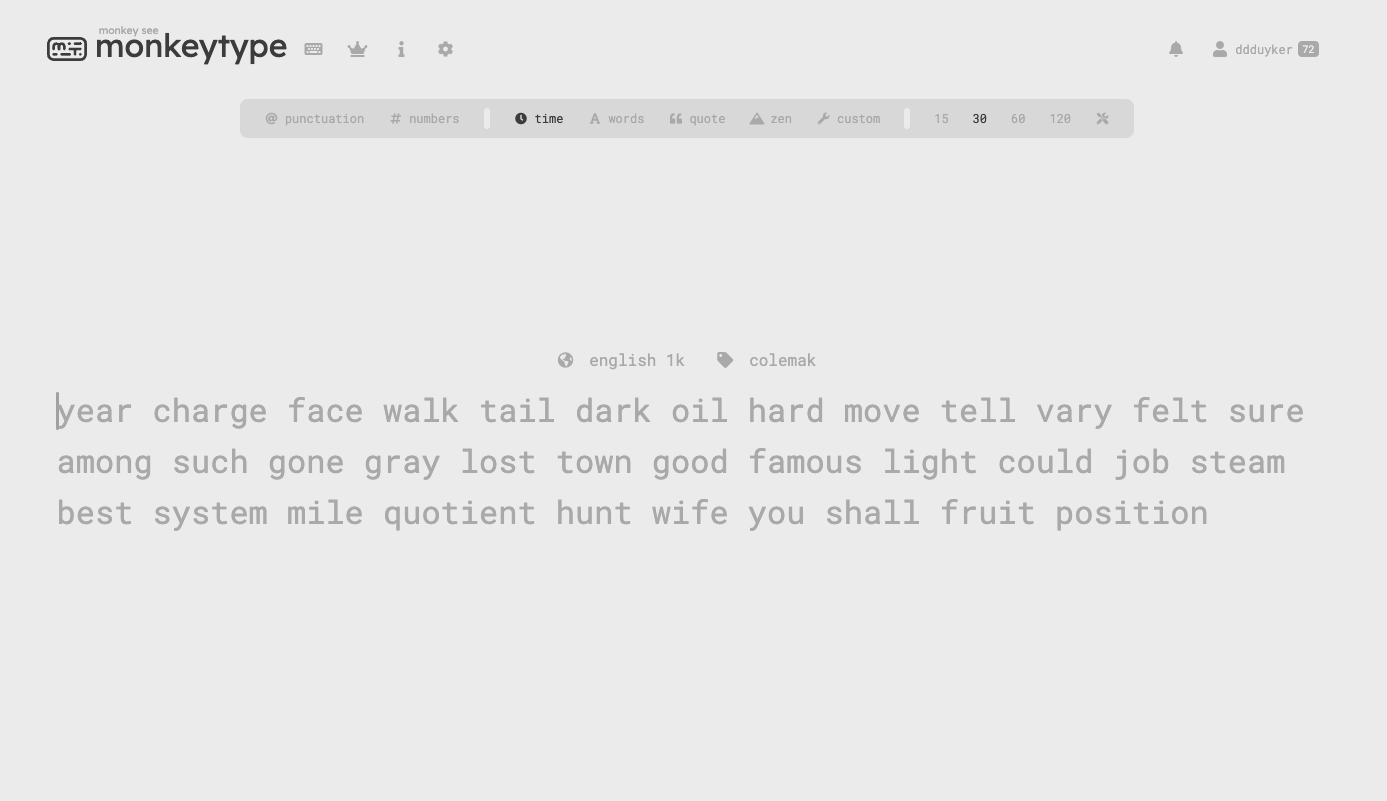 monkey see
monkeytype
ddduyker 72
@ punctuation # numbers time A words quote zen custom 15 30 60 120
english 1k colemak
year charge face walk tail dark oil hard move tell vary felt sure
among such gone gray lost town good famous light could job steam
best system mile quotient hunt wife you shall fruit position